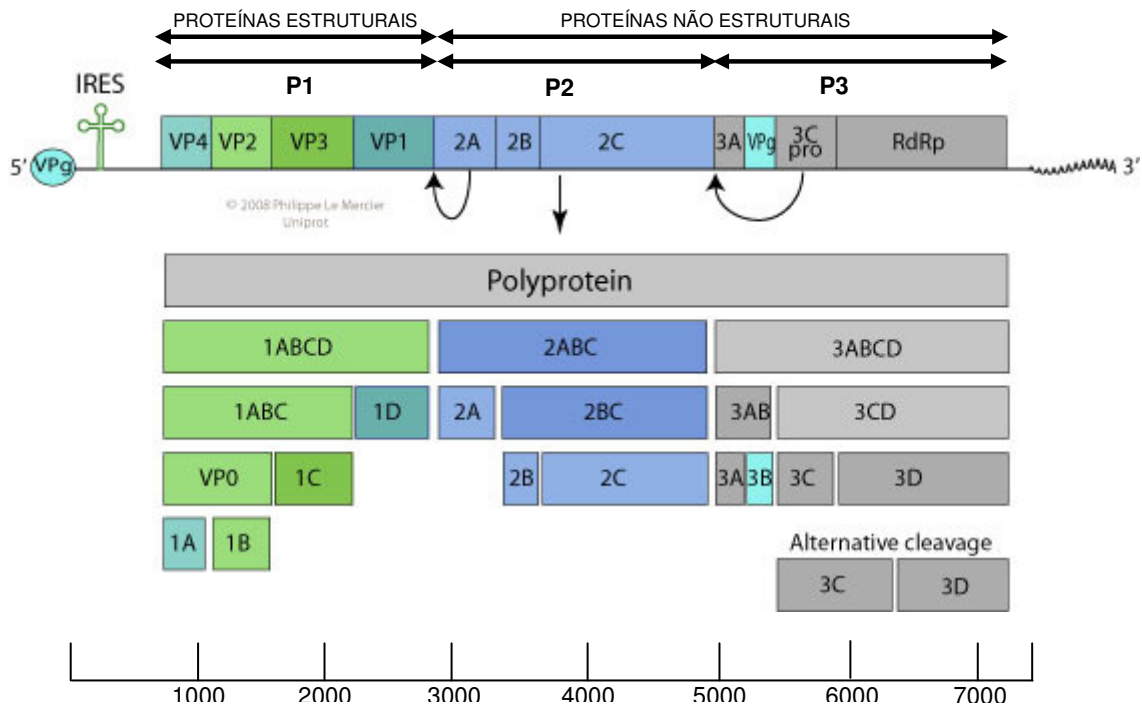 PROTEÍNAS ESTRUTURAIS PROTEÍNAS NÃO ESTRUTURAIS
IRES P1 P2 P3
VP4 VP2 VP3 VP1 2A 2B 2C 3A VPg 3C RdRp
pro
5′ VPg 3′
© 2008 Philippe Le Mercier
Uniprot
Polyprotein
1ABCD 2ABC 3ABCD
1ABC 1D 2A 2BC 3AB 3CD
VP0 1C 2B 2C 3A 3B 3C 3D
1A 1B
Alternative cleavage
3C 3D
1000 2000 3000 4000 5000 6000 7000